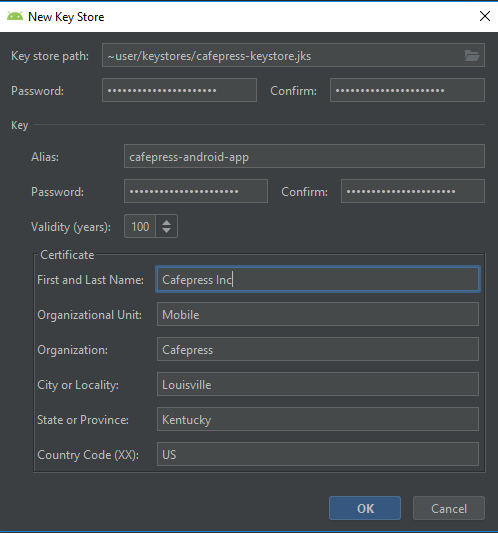 New Key Store
Key store path: ~user/keystores/cafepress-keystore.jks
Password: ••••••••••••••••••••• Confirm: •••••••••••••••••••••
Key
Alias: cafepress-android-app
Password: ••••••••••••••••••••• Confirm: •••••••••••••••••••••
Validity (years): 100
Certificate
First and Last Name: Cafepress Inc
Organizational Unit: Mobile
Organization: Cafepress
City or Locality: Louisville
State or Province: Kentucky
Country Code (XX): US
OK Cancel